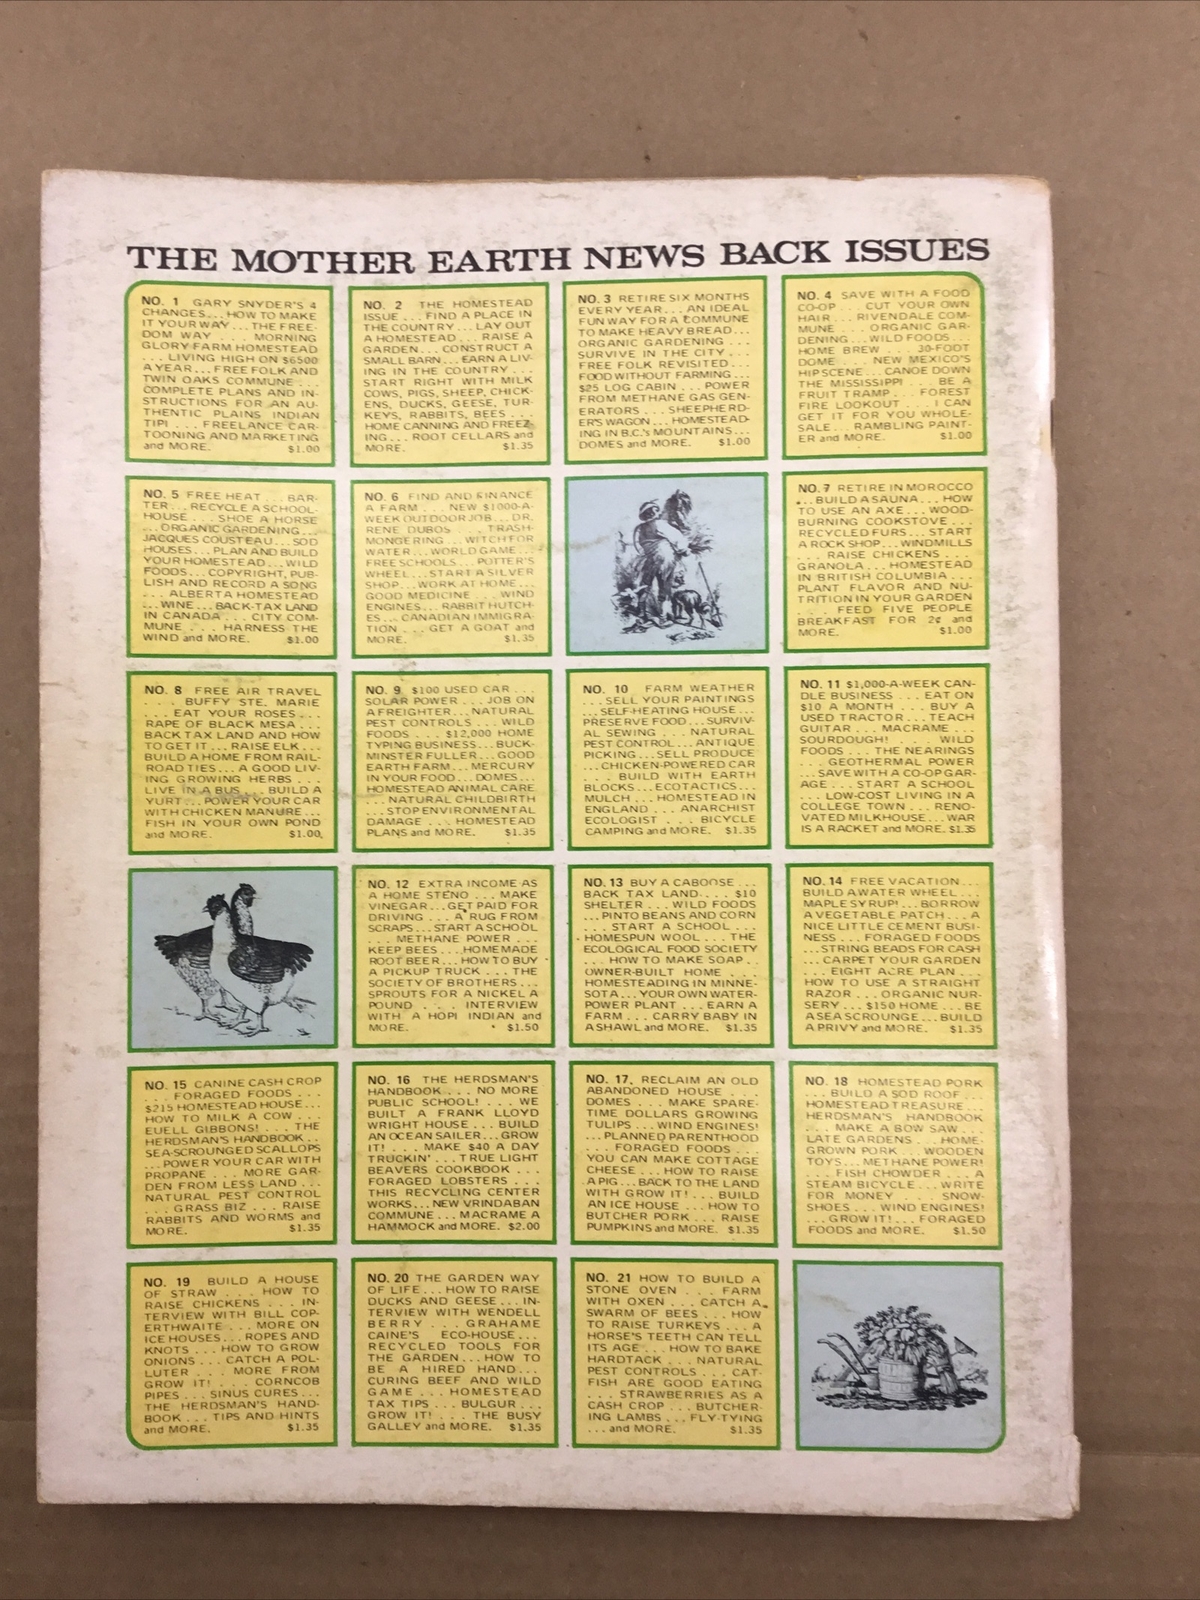 THE MOTHER EARTH NEWS BACK ISSUES
NO. 1 GARY SNYDER'S 4
CHANGES...HOW TO MAKE
IT YOUR WAY...THE FREE-
DOM WAY... MORNING
GLORY FARM HOMESTEAD
... LIVING HIGH ON $6500
A YEAR...FREE FOLK AND
TWIN OAKS COMMUNE ...
COMPLETE PLANS AND IN-
STRUCTIONS FOR AN AU-
THENTIC PLAINS INDIAN
TIPI ... FREELANCE CAR-
TOONING AND MARKETING
and MORE. $1.00
NO. 2 THE HOMESTEAD
ISSUE...FIND A PLACE IN
THE COUNTRY...LAY OUT
A HOMESTEAD... RAISE A
GARDEN...CONSTRUCT A
SMALL BARN...EARN A LIV-
ING IN THE COUNTRY ...
START RIGHT WITH MILK
COWS, PIGS, SHEEP, CHICK-
ENS, DUCKS, GEESE, TUR-
KEYS, RABBITS, BEES ...
HOME CANNING AND FREEZ-
ING... ROOT CELLARS and
MORE. $1.35
NO. 3 RETIRE SIX MONTHS
EVERY YEAR... AN IDEAL
FUN WAY FOR A COMMUNE
TO MAKE HEAVY BREAD...
ORGANIC GARDENING ...
SURVIVE IN THE CITY ...
FREE FOLK REVISITED...
FOOD WITHOUT FARMING...
$25 LOG CABIN ... POWER
FROM METHANE GAS GEN-
ERATORS ... SHEEPHERD-
ER'S WAGON... HOMESTEAD-
ING IN B.C.'s MOUNTAINS...
DOMES and MORE. $1.00
NO. 4 SAVE WITH A FOOD
CO-OP ... CUT YOUR OWN
HAIR ... RIVENDALE COM-
MUNE ... ORGANIC GAR-
DENING...WILD FOODS...
HOME BREW ... 30-FOOT
DOME ... NEW MEXICO'S
HIP SCENE...CANOE DOWN
THE MISSISSIPPI ... BE A
FRUIT TRAMP... FOREST
FIRE LOOKOUT ... I CAN
GET IT FOR YOU WHOLE-
SALE... RAMBLING PAINT-
ER and MORE. $1.00
NO. 5 FREE HEAT ... BAR-
TER...RECYCLE A SCHOOL-
HOUSE... SHOE A HORSE
...ORGANIC GARDENING...
JACQUES COUSTEAU...SOD
HOUSES...PLAN AND BUILD
YOUR HOMESTEAD...WILD
FOODS...COPYRIGHT, PUB-
LISH AND RECORD A SONG
... ALBERTA HOMESTEAD
...WINE... BACK-TAX LAND
IN CANADA ... CITY COM-
MUNE ... HARNESS THE
WIND and MORE. $1.00
NO. 6 FIND AND FINANCE
A FARM ... NEW $1000-A-
WEEK OUTDOOR JOB... DR.
RENE DUBOS ... TRASH-
MONGERING...WITCH FOR
WATER...WORLD GAME...
FREE SCHOOLS...POTTER'S
WHEEL...START A SILVER
SHOP...WORK AT HOME...
GOOD MEDICINE... WIND
ENGINES...RABBIT HUTCH-
ES...CANADIAN IMMIGRA-
TION ... GET A GOAT and
MORE. $1.35
NO. 7 RETIRE IN MOROCCO
...BUILD A SAUNA... HOW
TO USE AN AXE... WOOD-
BURNING COOKSTOVE...
RECYCLED FURS... START
A ROCK SHOP...WINDMILLS
... RAISE CHICKENS ...
GRANOLA...HOMESTEAD
IN BRITISH COLUMBIA...
PLANT FLAVOR AND NU-
TRITION IN YOUR GARDEN
... FEED FIVE PEOPLE
BREAKFAST FOR 2¢ and
MORE. $1.00
NO. 8 FREE AIR TRAVEL
... BUFFY STE. MARIE
... EAT YOUR ROSES...
RAPE OF BLACK MESA...
BACK TAX LAND AND HOW
TO GET IT... RAISE ELK...
BUILD A HOME FROM RAIL-
ROAD TIES...A GOOD LIV-
ING GROWING HERBS ...
LIVE IN A BUS...BUILD A
YURT...POWER YOUR CAR
WITH CHICKEN MANURE...
FISH IN YOUR OWN POND
and MORE. $1.00
NO. 9 $100 USED CAR ...
SOLAR POWER... JOB ON
A FREIGHTER...NATURAL
PEST CONTROLS ... WILD
FOODS ... $12,000 HOME
TYPING BUSINESS...BUCK-
MINSTER FULLER...GOOD
EARTH FARM... MERCURY
IN YOUR FOOD...DOMES...
HOMESTEAD ANIMAL CARE
... NATURAL CHILDBIRTH
...STOP ENVIRONMENTAL
DAMAGE ... HOMESTEAD
PLANS and MORE. $1.35
NO. 10 FARM WEATHER
...SELL YOUR PAINTINGS
...SELF-HEATING HOUSE...
PRESERVE FOOD...SURVIV-
AL SEWING ... NATURAL
PEST CONTROL...ANTIQUE
PICKING...SELL PRODUCE
...CHICKEN-POWERED CAR
... BUILD WITH EARTH
BLOCKS...ECOTACTICS...
MULCH ...HOMESTEAD IN
ENGLAND ... ANARCHIST
ECOLOGIST ... BICYCLE
CAMPING and MORE. $1.35
NO. 11 $1,000-A-WEEK CAN-
DLE BUSINESS ... EAT ON
$10 A MONTH ... BUY A
USED TRACTOR... TEACH
GUITAR ... MACRAME ...
SOURDOUGH! ... WILD
FOODS ... THE NEARINGS
... GEOTHERMAL POWER
...SAVE WITH A CO-OP GAR-
AGE ... START A SCHOOL
... LOW-COST LIVING IN A
COLLEGE TOWN ... RENO-
VATED MILKHOUSE...WAR
IS A RACKET and MORE. $1.35
NO. 12 EXTRA INCOME AS
A HOME STENO ... MAKE
VINEGAR...GET PAID FOR
DRIVING ... A RUG FROM
SCRAPS...START A SCHOOL
... METHANE POWER ...
KEEP BEES ... HOMEMADE
ROOT BEER...HOW TO BUY
A PICKUP TRUCK ... THE
SOCIETY OF BROTHERS...
SPROUTS FOR A NICKEL A
POUND ... INTERVIEW
WITH A HOPI INDIAN and
MORE. $1.50
NO. 13 BUY A CABOOSE...
BACK TAX LAND.... $10
SHELTER...WILD FOODS
...PINTO BEANS AND CORN
... START A SCHOOL ...
HOMESPUN WOOL ... THE
ECOLOGICAL FOOD SOCIETY
... HOW TO MAKE SOAP...
OWNER-BUILT HOME ...
HOMESTEADING IN MINNE-
SOTA...YOUR OWN WATER-
POWER PLANT ... EARN A
FARM ... CARRY BABY IN
A SHAWL and MORE. $1.35
NO. 14 FREE VACATION...
BUILD A WATER WHEEL...
MAPLE SYRUP!...BORROW
A VEGETABLE PATCH... A
NICE LITTLE CEMENT BUSI-
NESS ... FORAGED FOODS
...STRING BEADS FOR CASH
...CARPET YOUR GARDEN
... EIGHT ACRE PLAN ...
HOW TO USE A STRAIGHT
RAZOR ... ORGANIC NUR-
SERY ... $150 HOME... BE
A SEA SCROUNGE...BUILD
A PRIVY and MORE. $1.35
NO. 15 CANINE CASH CROP
... FORAGED FOODS ...
$215 HOMESTEAD HOUSE...
HOW TO MILK A COW ...
EUELL GIBBONS!... THE
HERDSMAN'S HANDBOOK...
SEA-SCROUNGED SCALLOPS
...POWER YOUR CAR WITH
PROPANE ... MORE GAR-
DEN FROM LESS LAND...
NATURAL PEST CONTROL
... GRASS BIZ ... RAISE
RABBITS AND WORMS and
MORE. $1.35
NO. 16 THE HERDSMAN'S
HANDBOOK... NO MORE
PUBLIC SCHOOL! ... WE
BUILT A FRANK LLOYD
WRIGHT HOUSE ... BUILD
AN OCEAN SAILER...GROW
IT! ... MAKE $40 A DAY
TRUCKIN'...TRUE LIGHT
BEAVERS COOKBOOK ...
FORAGED LOBSTERS ...
THIS RECYCLING CENTER
WORKS...NEW VRINDABAN
COMMUNE...MACRAME A
HAMMOCK and MORE. $2.00
NO. 17. RECLAIM AN OLD
ABANDONED HOUSE ...
DOMES ... MAKE SPARE-
TIME DOLLARS GROWING
TULIPS...WIND ENGINES!
...PLANNED PARENTHOOD
... FORAGED FOODS ...
YOU CAN MAKE COTTAGE
CHEESE...HOW TO RAISE
A PIG...BACK TO THE LAND
WITH GROW IT!... BUILD
AN ICE HOUSE... HOW TO
BUTCHER PORK ... RAISE
PUMPKINS and MORE. $1.35
NO. 18 HOMESTEAD PORK
... BUILD A SOD ROOF...
HOMESTEAD TREASURE...
HERDSMAN'S HANDBOOK
... MAKE A BOW SAW...
LATE GARDENS ... HOME-
GROWN PORK... WOODEN
TOYS...METHANE POWER!
... FISH CHOWDER ... A
STEAM BICYCLE...WRITE
FOR MONEY ... SNOW-
SHOES ... WIND ENGINES!
...GROW IT!... FORAGED
FOODS and MORE. $1.50
NO. 19 BUILD A HOUSE
OF STRAW ... HOW TO
RAISE CHICKENS ... IN-
TERVIEW WITH BILL COP-
ERTHWAITE ... MORE ON
ICE HOUSES...ROPES AND
KNOTS ... HOW TO GROW
ONIONS...CATCH A POL-
LUTER ... MORE FROM
GROW IT! ... CORNCOB
PIPES...SINUS CURES...
THE HERDSMAN'S HAND-
BOOK... TIPS AND HINTS
and MORE. $1.35
NO. 20 THE GARDEN WAY
OF LIFE...HOW TO RAISE
DUCKS AND GEESE... IN-
TERVIEW WITH WENDELL
BERRY ... GRAHAME
CAINE'S ECO-HOUSE...
RECYCLED TOOLS FOR
THE GARDEN...HOW TO
BE A HIRED HAND...
CURING BEEF AND WILD
GAME ... HOMESTEAD
TAX TIPS... BULGUR...
GROW IT! ... THE BUSY
GALLEY and MORE. $1.35
NO. 21 HOW TO BUILD A
STONE OVEN ... FARM
WITH OXEN ... CATCH A
SWARM OF BEES ... HOW
TO RAISE TURKEYS... A
HORSE'S TEETH CAN TELL
ITS AGE...HOW TO BAKE
HARDTACK ... NATURAL
PEST CONTROLS ... CAT-
FISH ARE GOOD EATING
... STRAWBERRIES AS A
CASH CROP ... BUTCHER-
ING LAMBS...FLY-TYING
... and MORE. $1.35